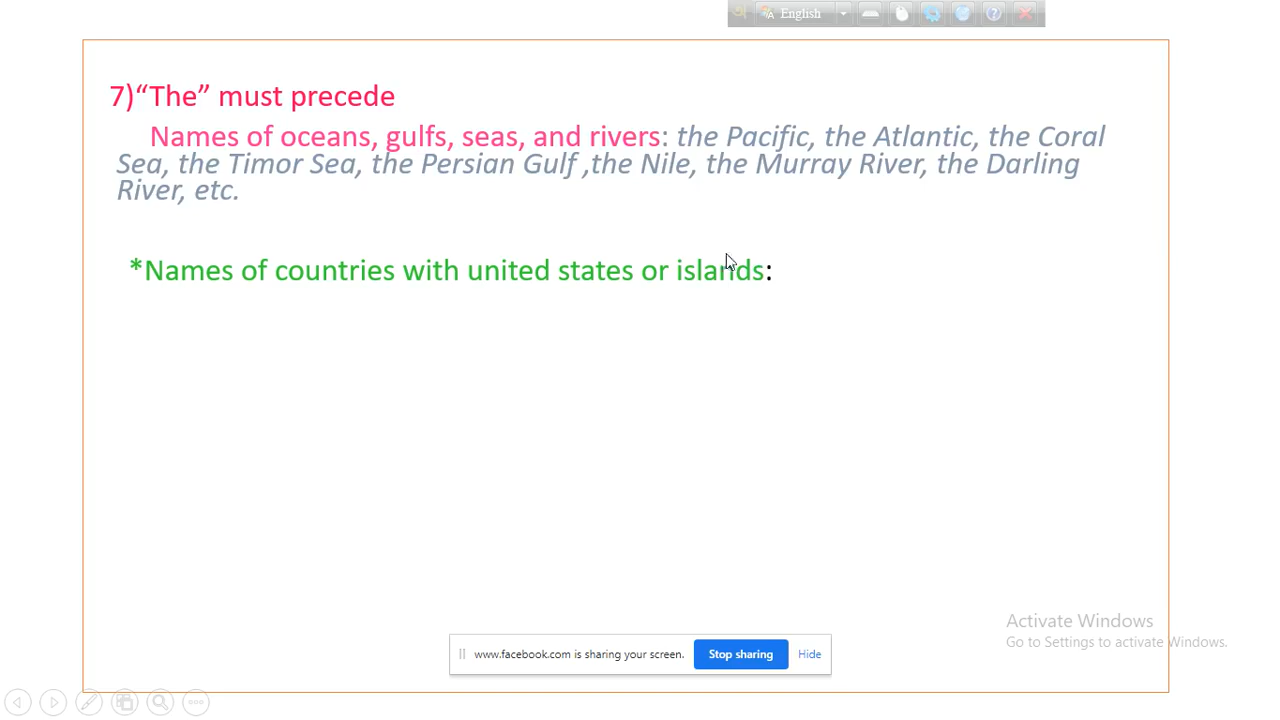 English
7)“The” must precede
Names of oceans, gulfs, seas, and rivers: the Pacific, the Atlantic, the Coral
Sea, the Timor Sea, the Persian Gulf ,the Nile, the Murray River, the Darling
River, etc.
*Names of countries with united states or islands:
Activate Windows
Go to Settings to activate Windows.
www.facebook.com is sharing your screen.
Stop sharing
Hide